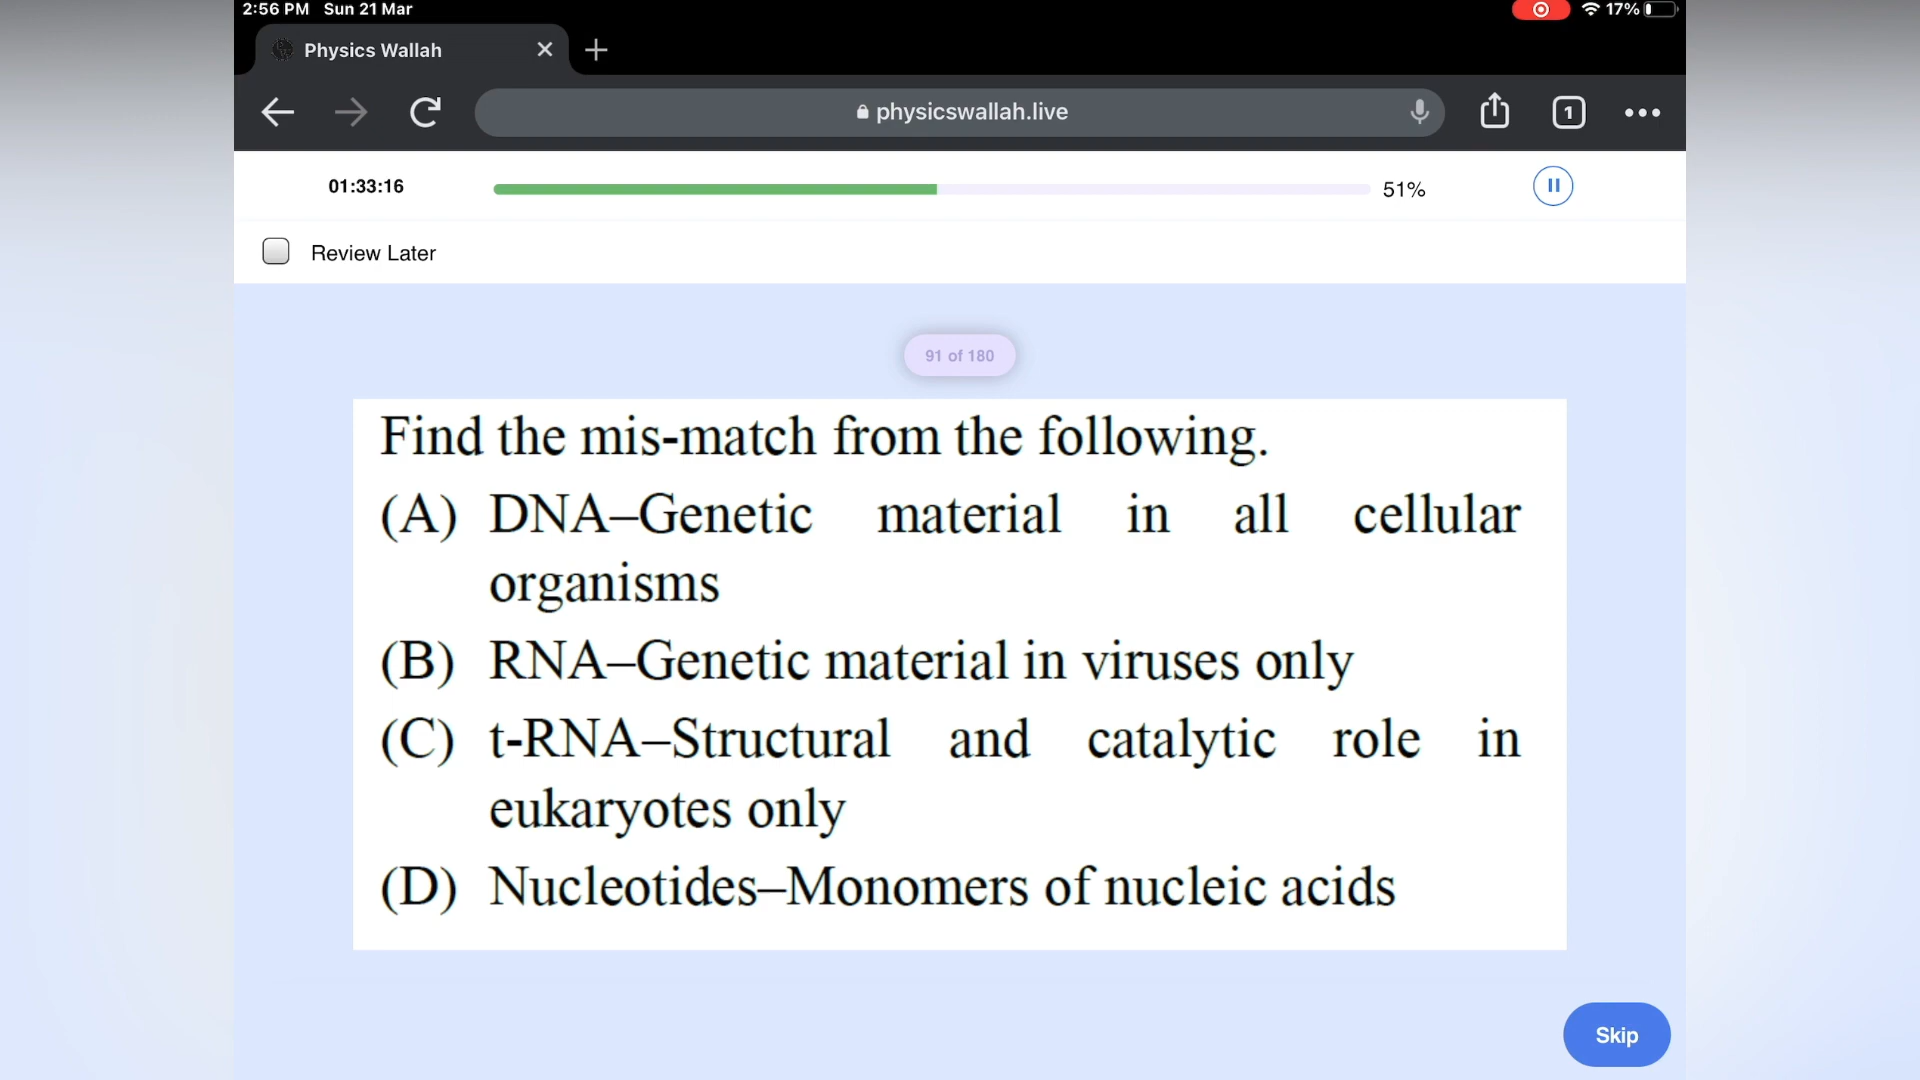 2:56 PM Sun 21 Mar 17%
Physics Wallah
physicswallah.live 1
01:33:16 51%
Review Later
91 of 180
Find the mis-match from the following.
(A) DNA–Genetic material in all cellular
organisms
(B) RNA–Genetic material in viruses only
(C) t-RNA–Structural and catalytic role in
eukaryotes only
(D) Nucleotides–Monomers of nucleic acids
Skip